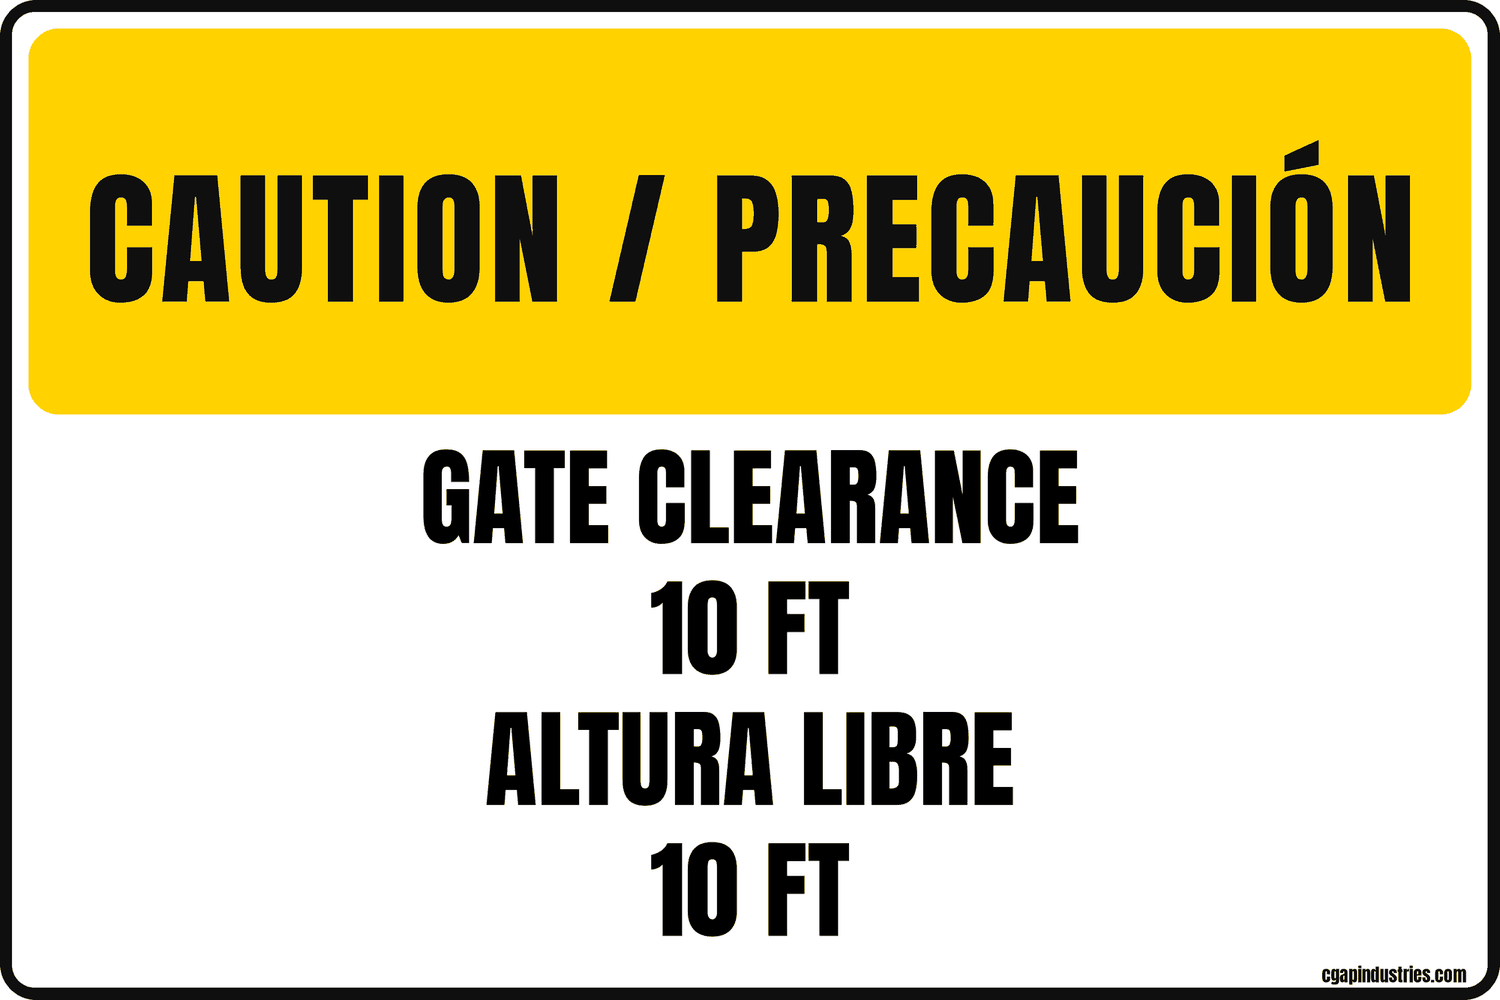 CAUTION / PRECAUCIÓN
GATE CLEARANCE
10 FT
ALTURA LIBRE
10 FT
cgapindustries.com